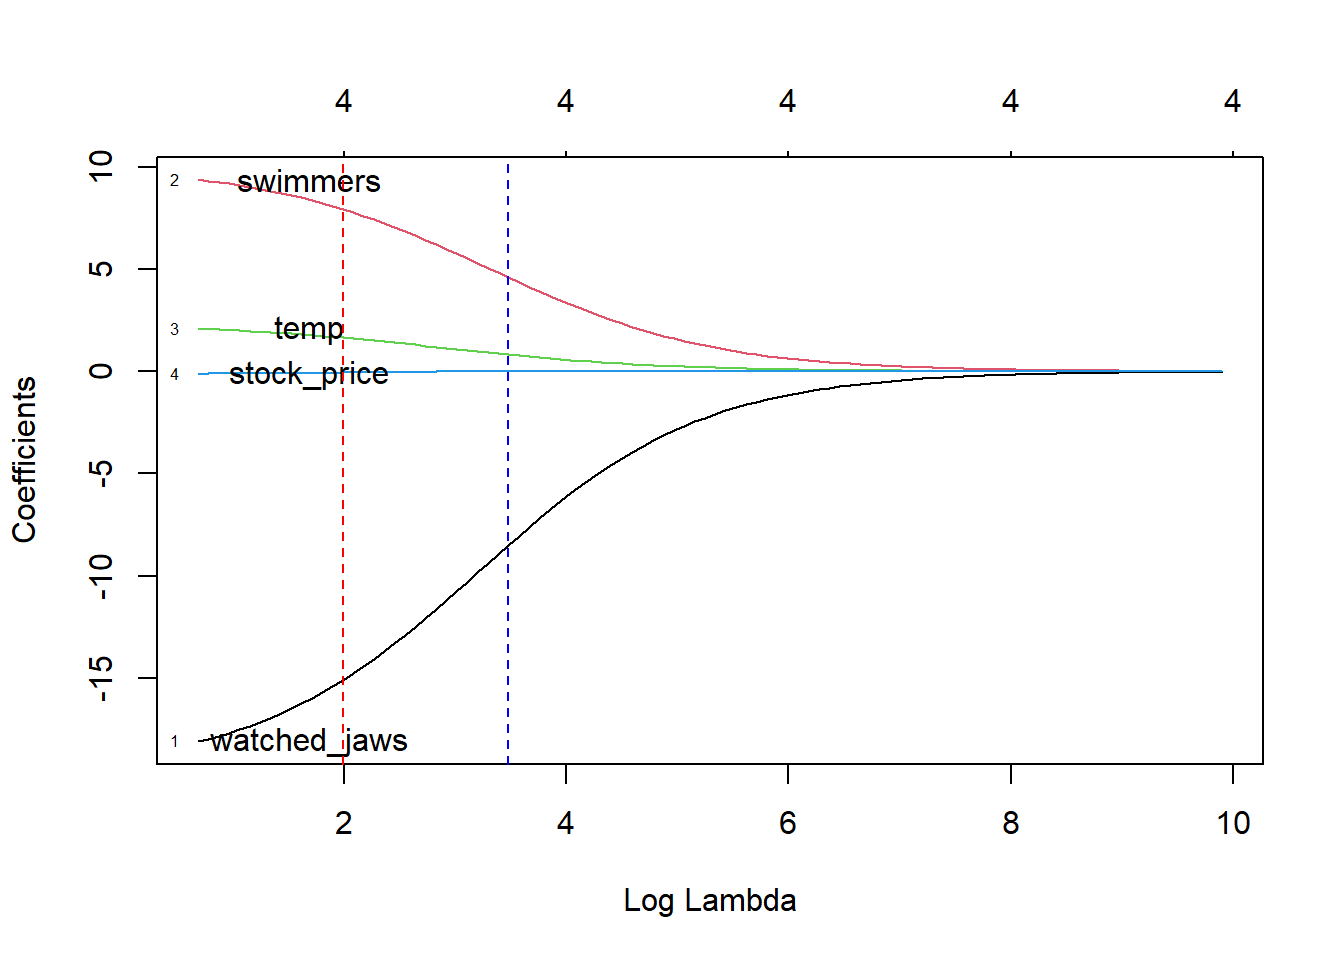 4 4 4 4 4
10
5
0
-5
-10
-15
Coefficients
2 swimmers
3 temp
4 stock_price
1 watched_jaws
2 4 6 8 10
Log Lambda